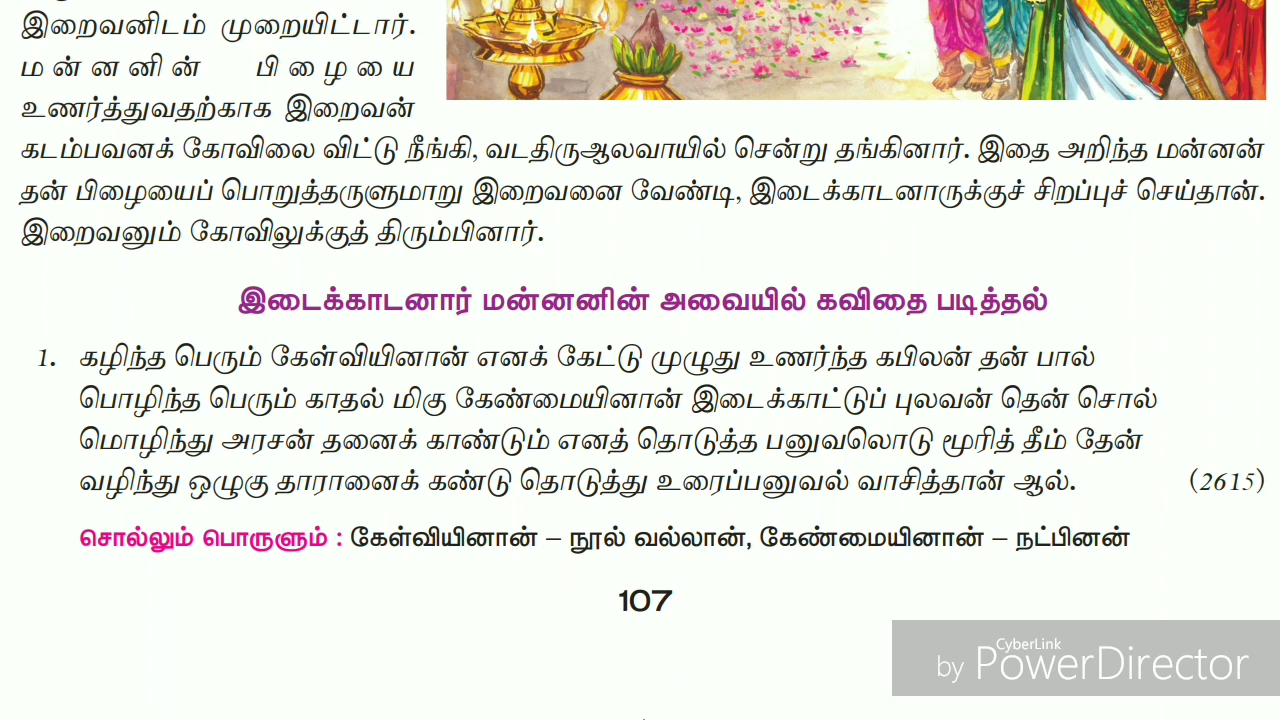 இறைவனிடம் முறையிட்டார்.
மன்னனின் பிழையை
உணர்த்துவதற்காக இறைவன்
கடம்பவனக் கோவிலை விட்டு நீங்கி, வடதிருஆலவாயில் சென்று தங்கினார். இதை அறிந்த மன்னன்
தன் பிழையைப் பொறுத்தருளுமாறு இறைவனை வேண்டி, இடைக்காடனாருக்குச் சிறப்புச் செய்தான்.
இறைவனும் கோவிலுக்குத் திரும்பினார்.
இடைக்காடனார் மன்னனின் அவையில் கவிதை படித்தல்
1. கழிந்த பெரும் கேள்வியினான் எனக் கேட்டு முழுது உணர்ந்த கபிலன் தன் பால்
பொழிந்த பெரும் காதல் மிகு கேண்மையினான் இடைக்காட்டுப் புலவன் தென் சொல்
மொழிந்து அரசன் தனைக் காண்டும் எனத் தொடுத்த பனுவலொடு மூரித் தீம் தேன்
வழிந்து ஒழுகு தாரானைக் கண்டு தொடுத்து உரைப்பனுவல் வாசித்தான் ஆல். (2615)
சொல்லும் பொருளும் : கேள்வியினான் – நூல் வல்லான், கேண்மையினான் – நட்பினன்
107
CyberLink
by PowerDirector